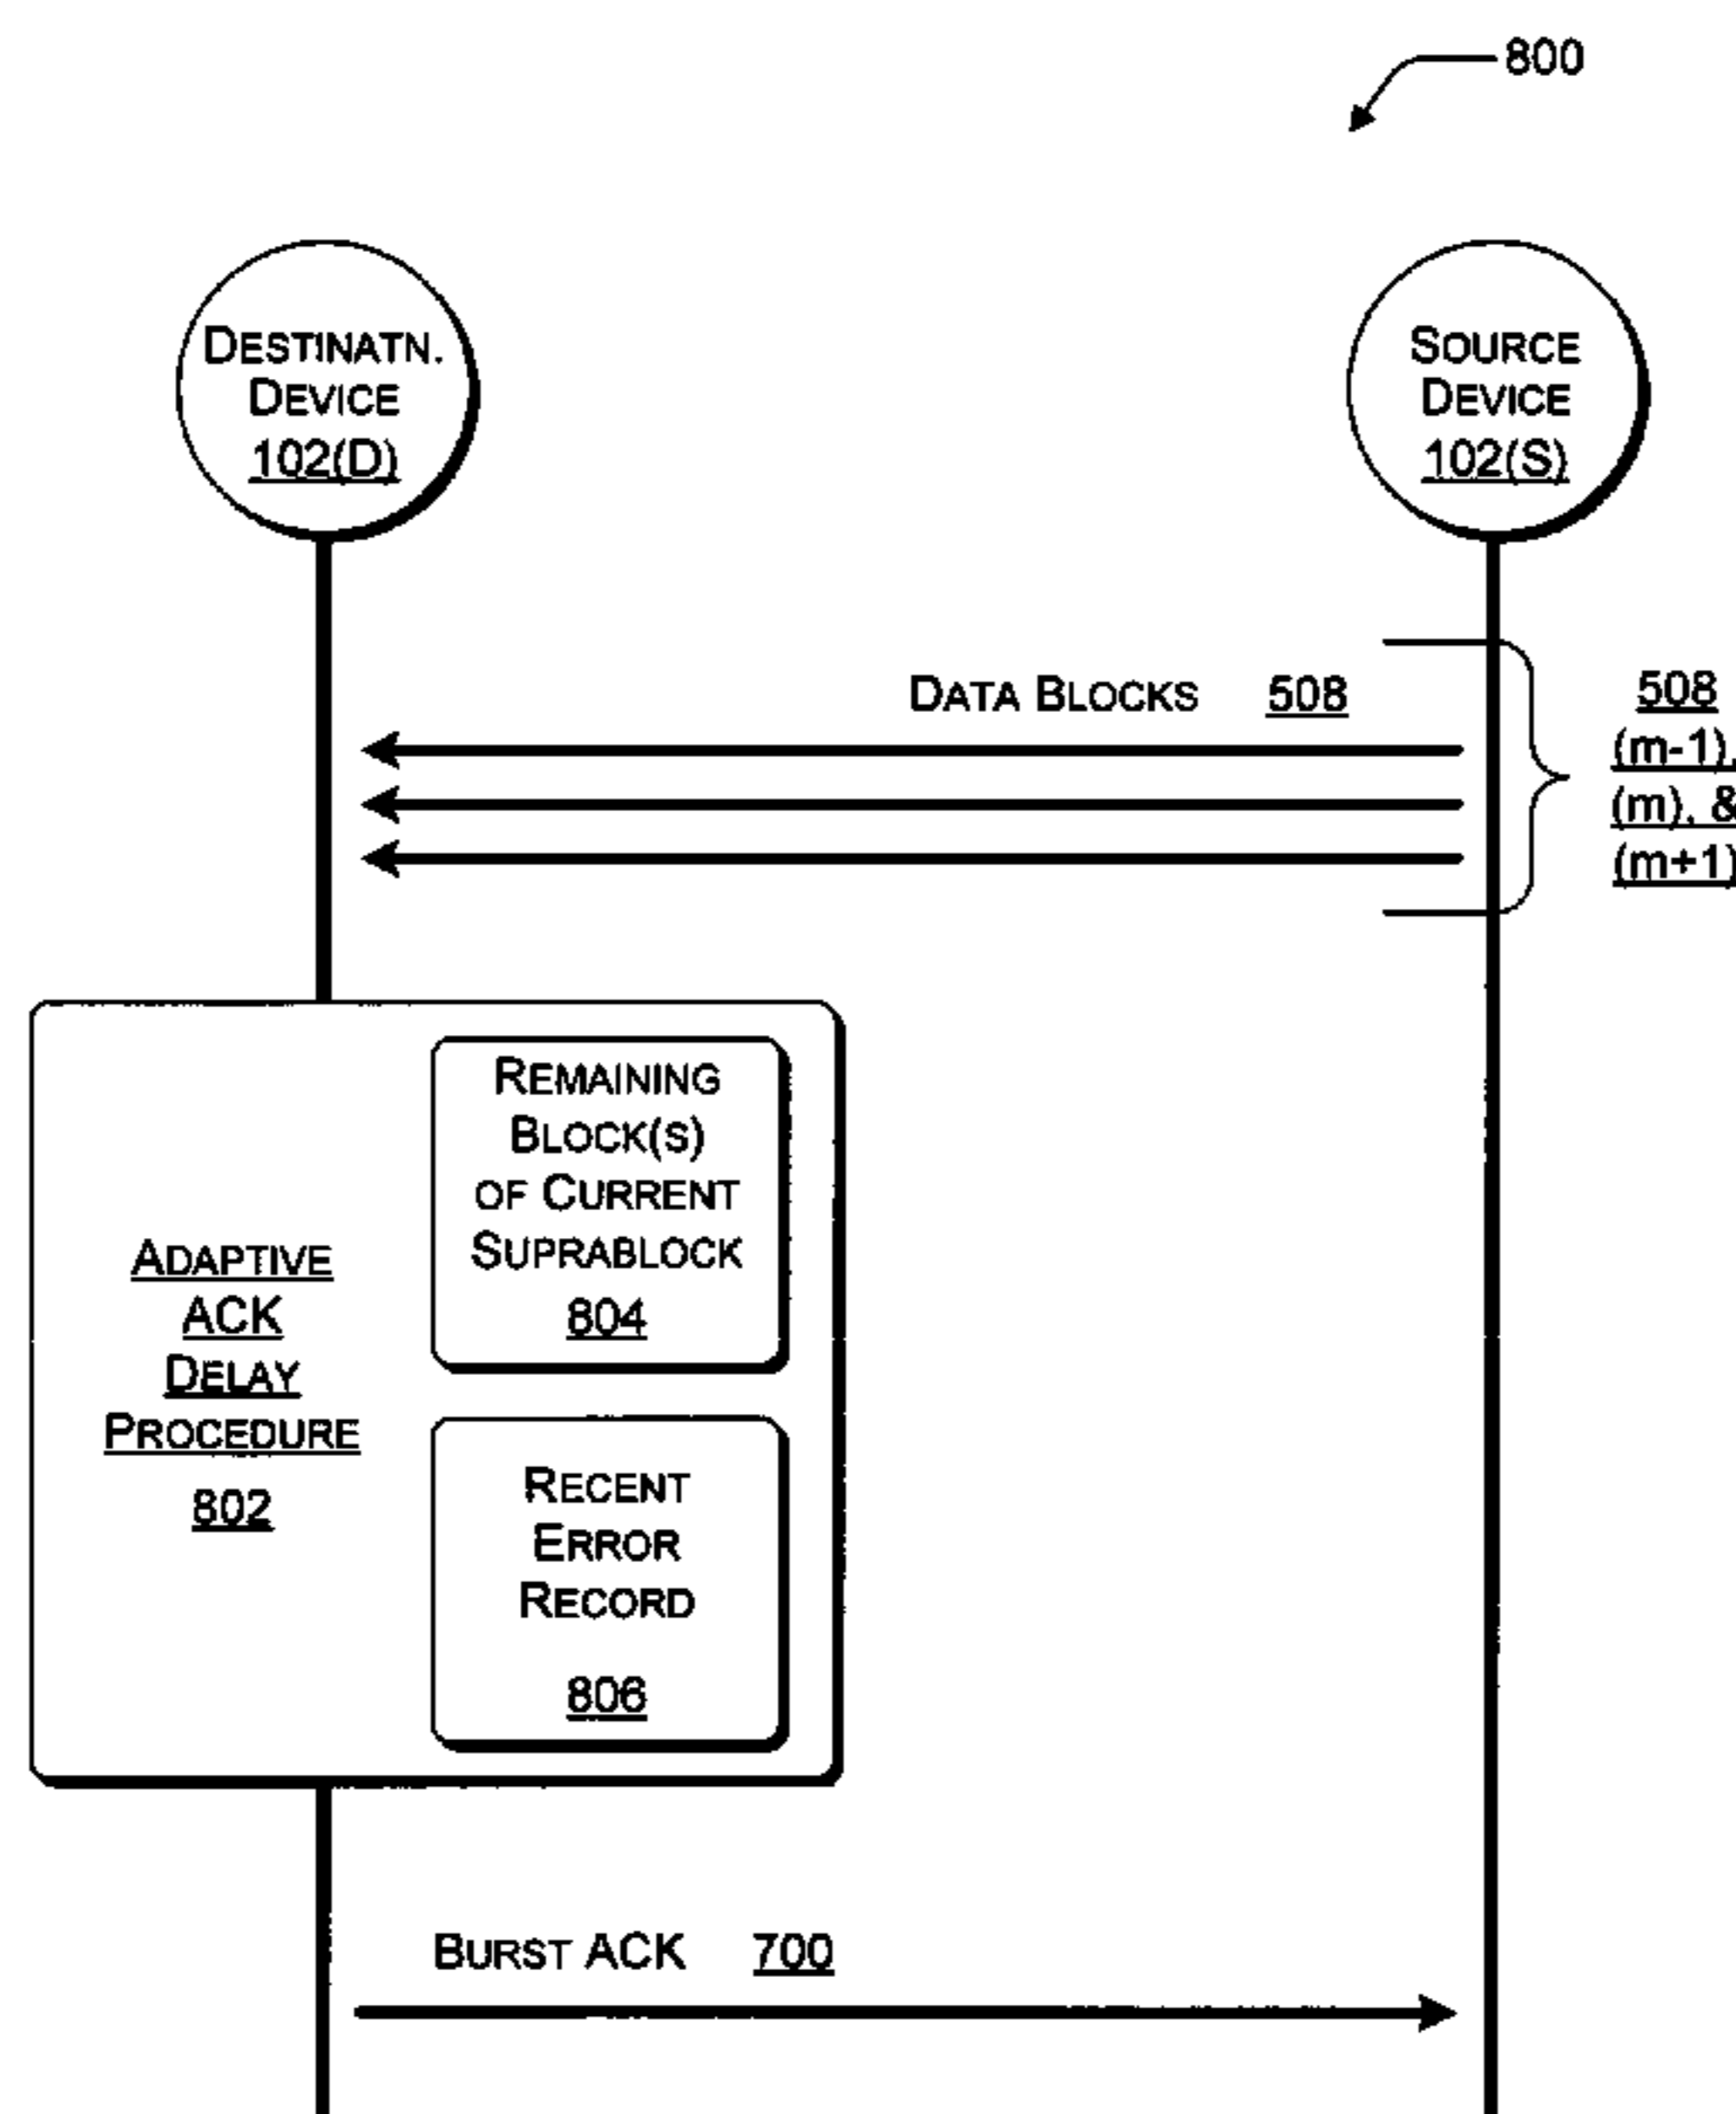 800
DESTINATN.
DEVICE
102(D)
SOURCE
DEVICE
102(S)
DATA BLOCKS 508
508
(m-1),
(m), &
(m+1)
REMAINING
BLOCK(S)
OF CURRENT
SUPRABLOCK
804
ADAPTIVE
ACK
DELAY
PROCEDURE
802
RECENT
ERROR
RECORD
806
BURST ACK 700